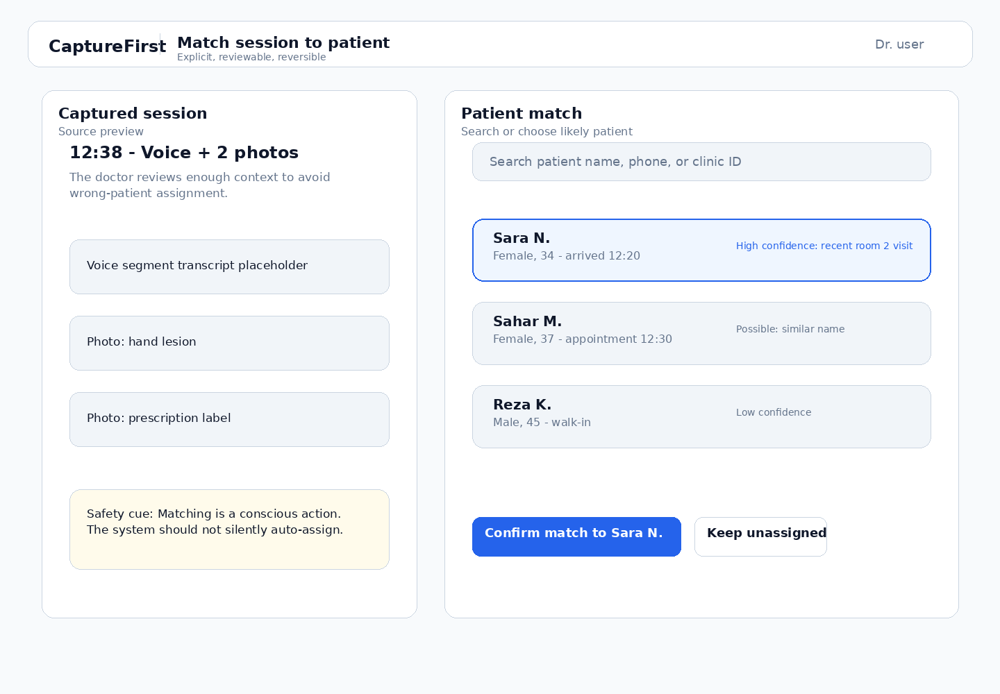 CaptureFirst
Match session to patient
Explicit, reviewable, reversible
Dr. user
Captured session
Source preview
12:38 - Voice + 2 photos
The doctor reviews enough context to avoid
wrong-patient assignment.
Voice segment transcript placeholder
Photo: hand lesion
Photo: prescription label
Safety cue: Matching is a conscious action.
The system should not silently auto-assign.
Patient match
Search or choose likely patient
Search patient name, phone, or clinic ID
Sara N.
Female, 34 - arrived 12:20
High confidence: recent room 2 visit
Sahar M.
Female, 37 - appointment 12:30
Possible: similar name
Reza K.
Male, 45 - walk-in
Low confidence
Confirm match to Sara N.
Keep unassigned